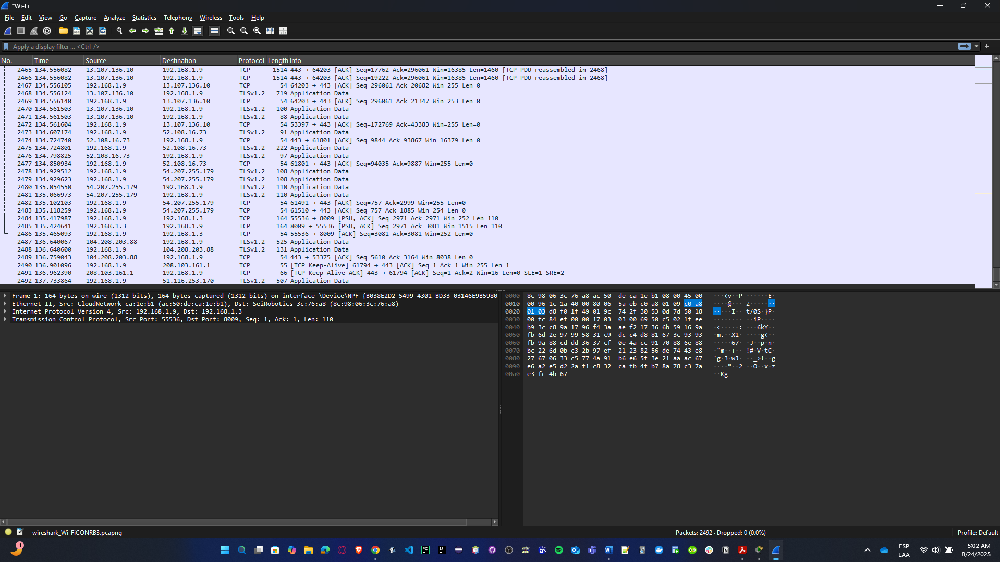 *Wi-Fi
File Edit View Go Capture Analyze Statistics Telephony Wireless Tools Help
Apply a display filter ... <Ctrl-/>
No. Time Source Destination Protocol Length Info
2465 134.556082 13.107.136.10 192.168.1.9 TCP 1514 443 → 64203 [ACK] Seq=17762 Ack=296061 Win=16385 Len=1460 [TCP PDU reassembled in 2468]
2466 134.556082 13.107.136.10 192.168.1.9 TCP 1514 443 → 64203 [ACK] Seq=19222 Ack=296061 Win=16385 Len=1460 [TCP PDU reassembled in 2468]
2467 134.556105 192.168.1.9 13.107.136.10 TCP 54 64203 → 443 [ACK] Seq=296061 Ack=20682 Win=255 Len=0
2468 134.556124 13.107.136.10 192.168.1.9 TLSv1.2 719 Application Data
2469 134.556140 192.168.1.9 13.107.136.10 TCP 54 64203 → 443 [ACK] Seq=296061 Ack=21347 Win=253 Len=0
2470 134.561503 13.107.136.10 192.168.1.9 TLSv1.2 100 Application Data
2471 134.561503 13.107.136.10 192.168.1.9 TLSv1.2 88 Application Data
2472 134.561604 192.168.1.9 13.107.136.10 TCP 54 53397 → 443 [ACK] Seq=172769 Ack=43383 Win=255 Len=0
2473 134.607174 192.168.1.9 52.108.16.73 TLSv1.2 91 Application Data
2474 134.724740 52.108.16.73 192.168.1.9 TCP 54 443 → 61801 [ACK] Seq=9844 Ack=93867 Win=16379 Len=0
2475 134.724801 192.168.1.9 52.108.16.73 TLSv1.2 222 Application Data
2476 134.798825 52.108.16.73 192.168.1.9 TLSv1.2 97 Application Data
2477 134.850934 192.168.1.9 52.108.16.73 TCP 54 61801 → 443 [ACK] Seq=94035 Ack=9887 Win=255 Len=0
2478 134.929512 192.168.1.9 54.207.255.179 TLSv1.2 108 Application Data
2479 134.929623 192.168.1.9 54.207.255.179 TLSv1.2 108 Application Data
2480 135.054550 54.207.255.179 192.168.1.9 TLSv1.2 110 Application Data
2481 135.066973 54.207.255.179 192.168.1.9 TLSv1.2 110 Application Data
2482 135.102103 192.168.1.9 54.207.255.179 TCP 54 61491 → 443 [ACK] Seq=757 Ack=2999 Win=255 Len=0
2483 135.118259 192.168.1.9 54.207.255.179 TCP 54 61510 → 443 [ACK] Seq=757 Ack=1885 Win=254 Len=0
2484 135.417987 192.168.1.9 192.168.1.3 TCP 164 55536 → 8009 [PSH, ACK] Seq=2971 Ack=2971 Win=252 Len=110
2485 135.424641 192.168.1.3 192.168.1.9 TCP 164 8009 → 55536 [PSH, ACK] Seq=2971 Ack=3081 Win=1515 Len=110
2486 135.465093 192.168.1.9 192.168.1.3 TCP 54 55536 → 8009 [ACK] Seq=3081 Ack=3081 Win=252 Len=0
2487 136.640067 104.208.203.88 192.168.1.9 TLSv1.2 525 Application Data
2488 136.640600 192.168.1.9 104.208.203.88 TLSv1.2 131 Application Data
2489 136.759043 104.208.203.88 192.168.1.9 TCP 54 443 → 53375 [ACK] Seq=5610 Ack=3164 Win=8038 Len=0
2490 136.901096 192.168.1.9 208.103.161.1 TCP 55 [TCP Keep-Alive] 61794 → 443 [ACK] Seq=1 Ack=1 Win=255 Len=1
2491 136.962390 208.103.161.1 192.168.1.9 TCP 66 [TCP Keep-Alive ACK] 443 → 61794 [ACK] Seq=1 Ack=2 Win=16 Len=0 SLE=1 SRE=2
2492 137.733864 192.168.1.9 51.116.253.170 TLSv1.2 507 Application Data
Frame 1: 164 bytes on wire (1312 bits), 164 bytes captured (1312 bits) on interface \Device\NPF_{B038E2D2-5499-4301-BD33-03146E9B5980}
Ethernet II, Src: CloudNetwork_ca:1e:b1 (ac:50:de:ca:1e:b1), Dst: SeiRobotics_3c:76:a8 (8c:98:06:3c:76:a8)
Internet Protocol Version 4, Src: 192.168.1.9, Dst: 192.168.1.3
Transmission Control Protocol, Src Port: 55536, Dst Port: 8009, Seq: 1, Ack: 1, Len: 110
0000 8c 98 06 3c 76 a8 ac 50 de ca 1e b1 08 00 45 00 ···<v··P ······E·
0010 00 96 1c 1a 40 00 80 06 5a eb c0 a8 01 09 c0 a8 ····@··· Z·······
0020 01 03 d8 f0 1f 49 01 9c 74 2f 30 53 0d 7d 50 18 ·····I·· t/0S·}P·
0030 00 fc 84 ef 00 00 17 03 03 00 69 50 c5 02 1f ee ········ ··iP····
0040 b9 3c c8 9a 17 96 f4 3a ae f2 17 36 6b 59 16 9a ·<·····: ···6kY··
0050 fb 6d 2e 97 99 58 31 c9 dc c4 d8 81 67 3c 93 93 ·m.··X1· ····g<··
0060 fb 9a 88 cd dd 36 37 cf 0e 4a cc 91 70 88 6e 88 ·····67· ·J··p·n·
0070 bc 22 6d 0b c3 2b 97 ef 21 23 82 56 de 74 43 e8 ·"m··+·· !#·V·tC·
0080 27 67 06 33 c5 77 4a 91 b6 e6 5f 3e 21 aa ac 67 'g·3·wJ· ··_>!··g
0090 e6 a2 e5 d2 2a f1 c8 32 ca fb 4f b7 8a 78 c3 7a ····*··2 ··O··x·z
00a0 e3 fc 4b 67 ··Kg
wireshark_Wi-FiCONRB3.pcapng
Packets: 2492 · Dropped: 0 (0.0%)
Profile: Default
1
ESP
LAA
5:02 AM
8/24/2025